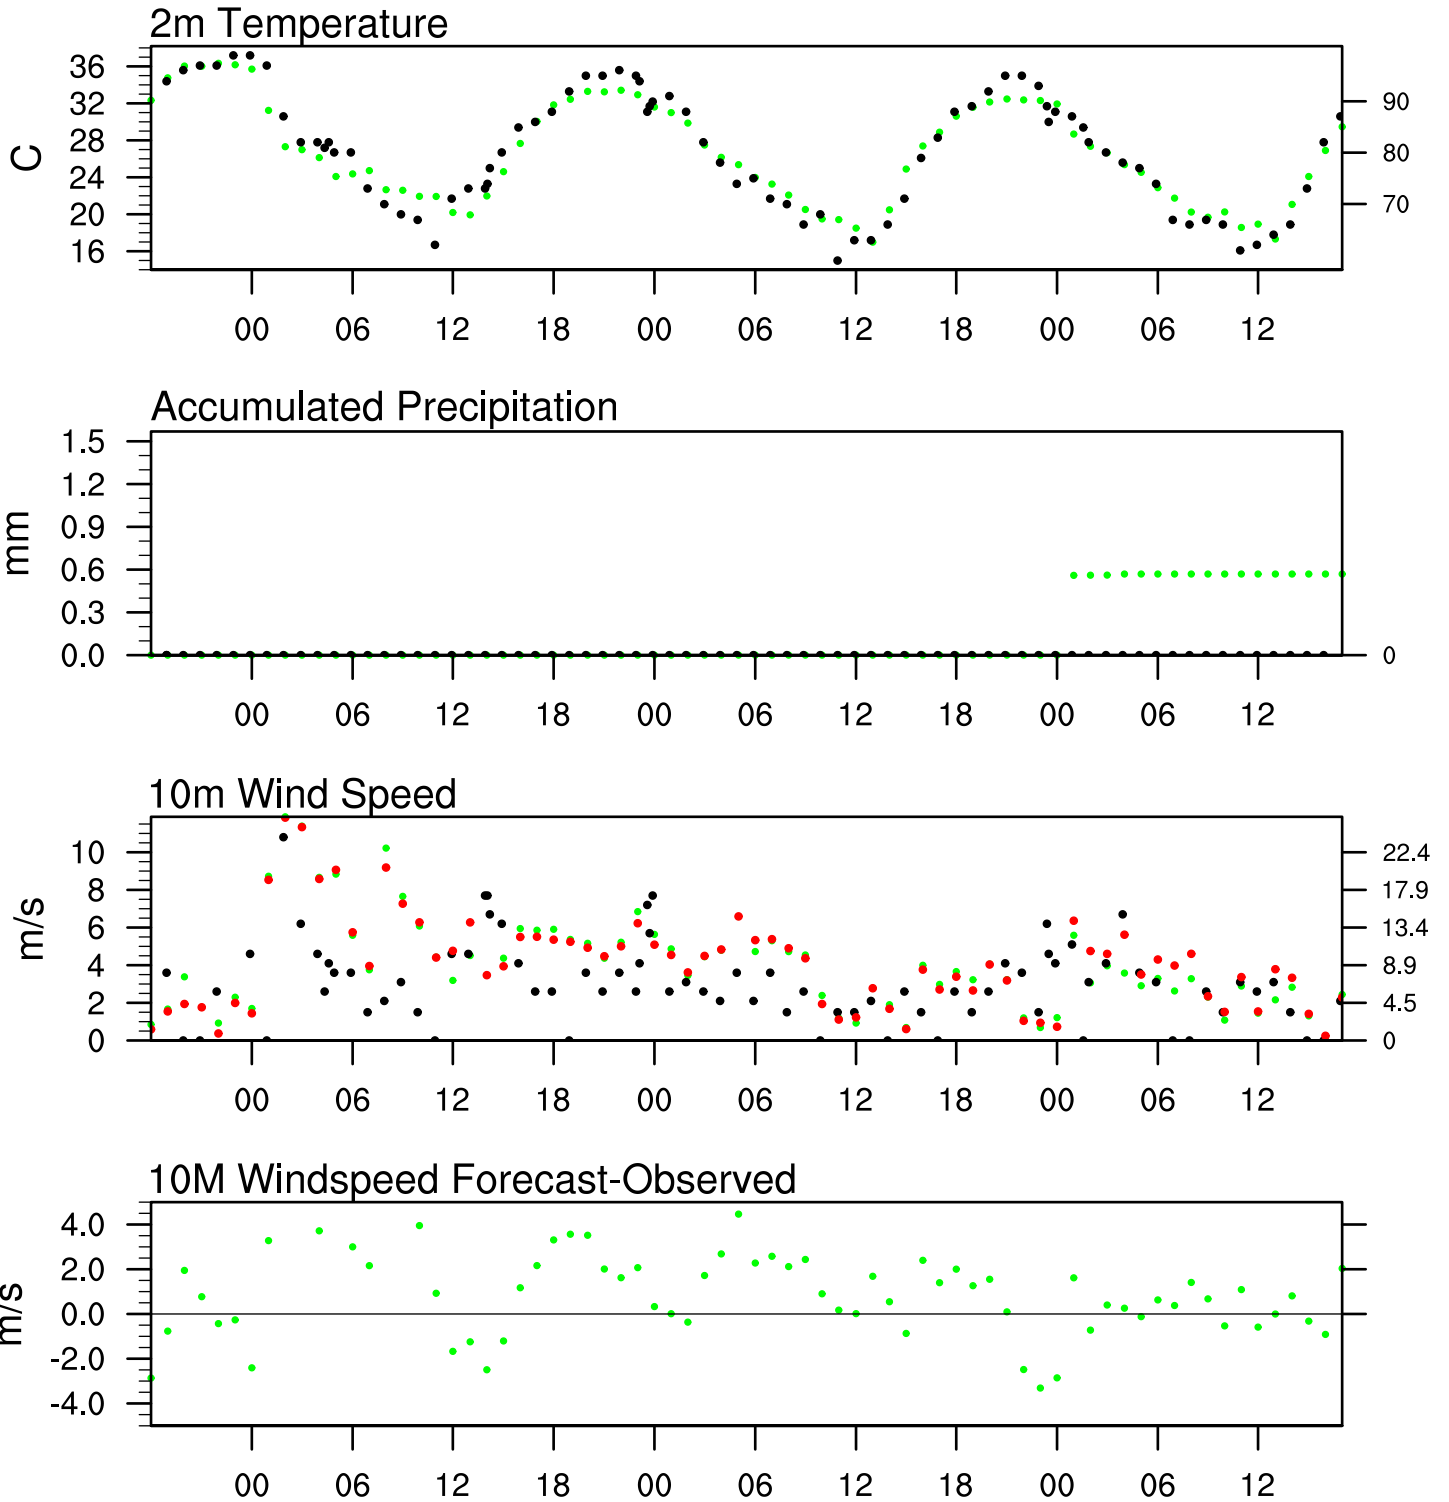 2m Temperature
36
32
28
24
20
16
C
90
80
70
00 06 12 18 00 06 12 18 00 06 12
Accumulated Precipitation
1.5
1.2
0.9
0.6
0.3
0.0
mm
0
00 06 12 18 00 06 12 18 00 06 12
10m Wind Speed
10
8
6
4
2
0
m/s
22.4
17.9
13.4
8.9
4.5
0
00 06 12 18 00 06 12 18 00 06 12
10M Windspeed Forecast-Observed
4.0
2.0
0.0
-2.0
-4.0
m/s
00 06 12 18 00 06 12 18 00 06 12